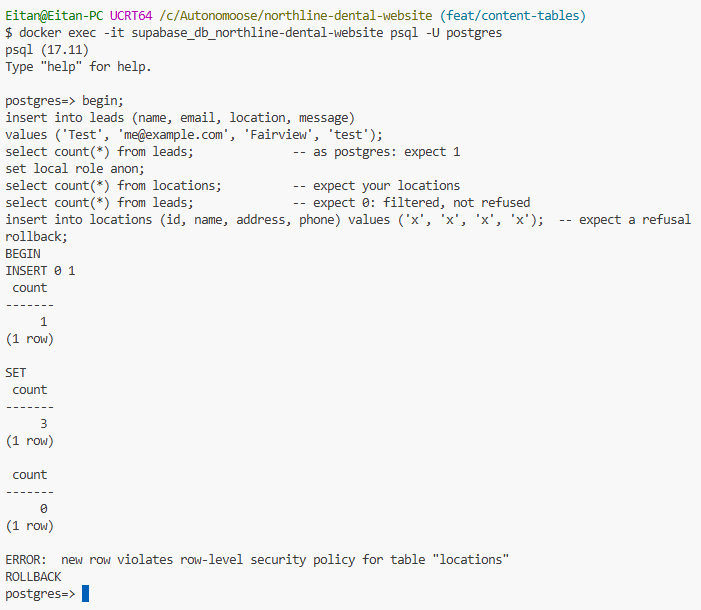 Eitan@Eitan-PC UCRT64 /c/Autonomoose/northline-dental-website (feat/content-tables)
$ docker exec -it supabase_db_northline-dental-website psql -U postgres
psql (17.11)
Type "help" for help.

postgres=> begin;
insert into leads (name, email, location, message)
values ('Test', 'me@example.com', 'Fairview', 'test');
select count(*) from leads;              -- as postgres: expect 1
set local role anon;
select count(*) from locations;          -- expect your locations
select count(*) from leads;              -- expect 0: filtered, not refused
insert into locations (id, name, address, phone) values ('x', 'x', 'x', 'x');  -- expect a refusal
rollback;
BEGIN
INSERT 0 1
 count
-------
     1
(1 row)

SET
 count
-------
     3
(1 row)

 count
-------
     0
(1 row)

ERROR:  new row violates row-level security policy for table "locations"
ROLLBACK
postgres=>